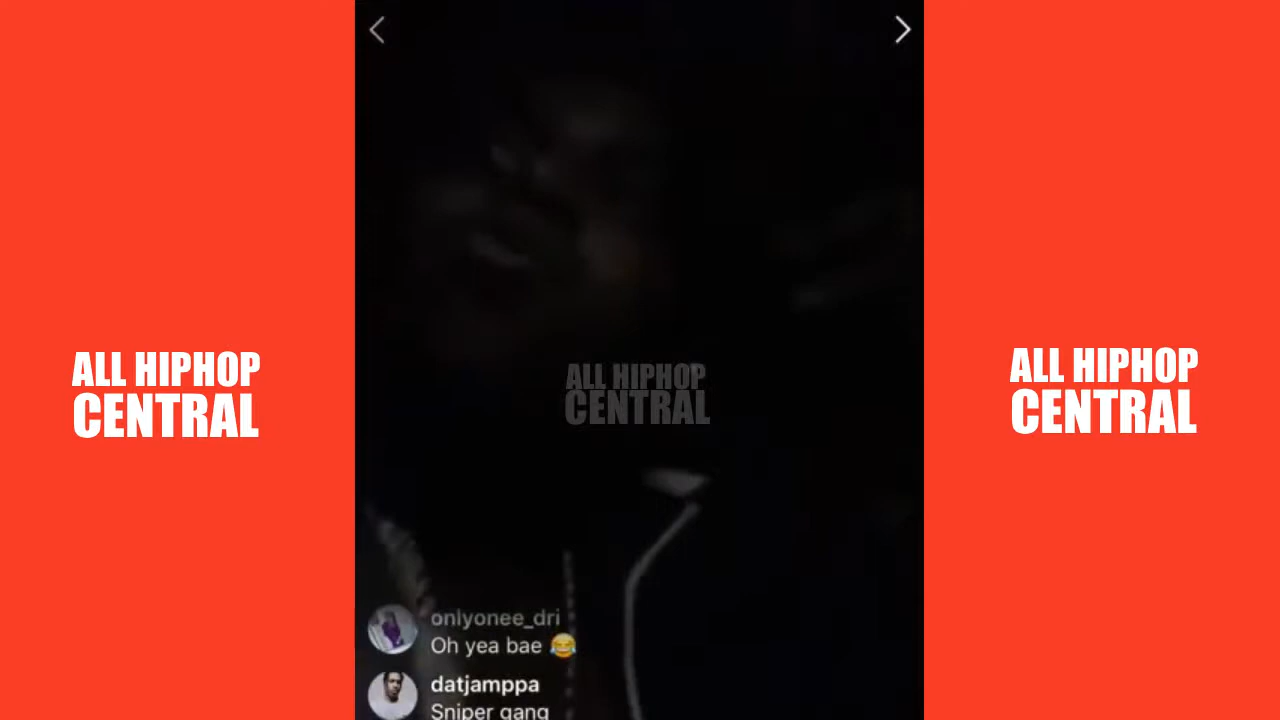 ALL HIPHOP
CENTRAL
ALL HIPHOP
CENTRAL
onlyonee_dri
Oh yea bae 😂
datjamppa
Sniper gang
ALL HIPHOP
CENTRAL